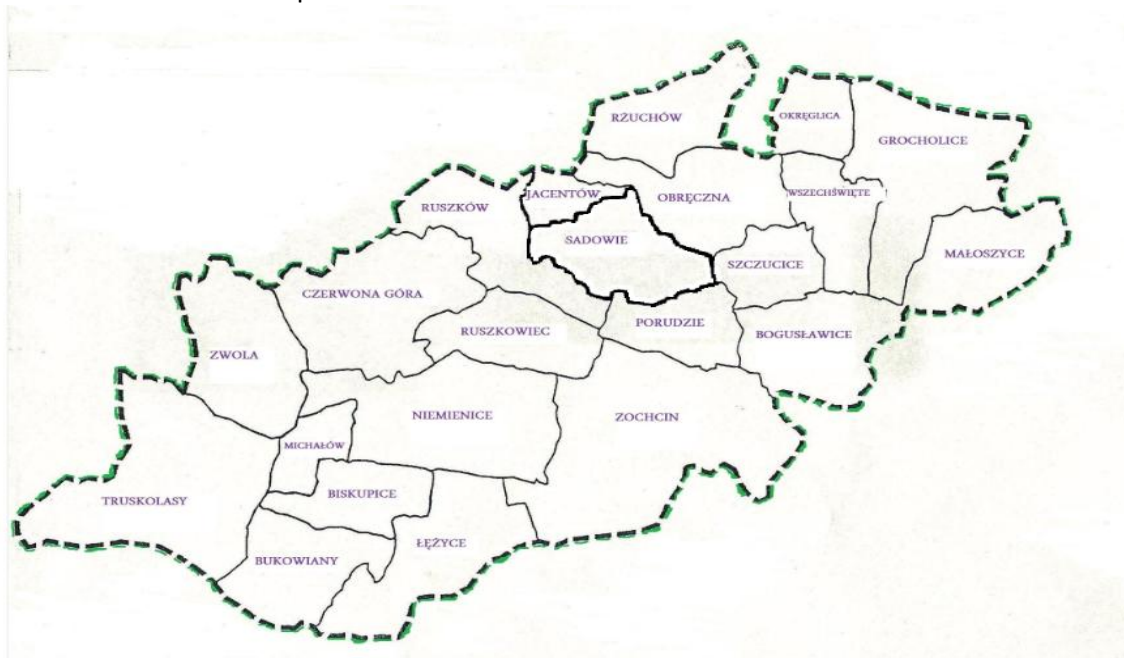 RŻUCHÓW
OKRĘGLICA
GROCHOLICE
JACENTÓW
OBRĘCZNA
WSZECHŚWIĘTE
RUSZKÓW
SADOWIE
SZCZUCICE
MAŁOSZYCE
CZERWONA GÓRA
RUSZKOWIEC
PORUDZIE
BOGUSŁAWICE
ZWOLA
NIEMIENICE
ZOCHCIN
MICHAŁÓW
TRUSKOLASY
BISKUPICE
BUKOWIANY
ŁĘŻYCE